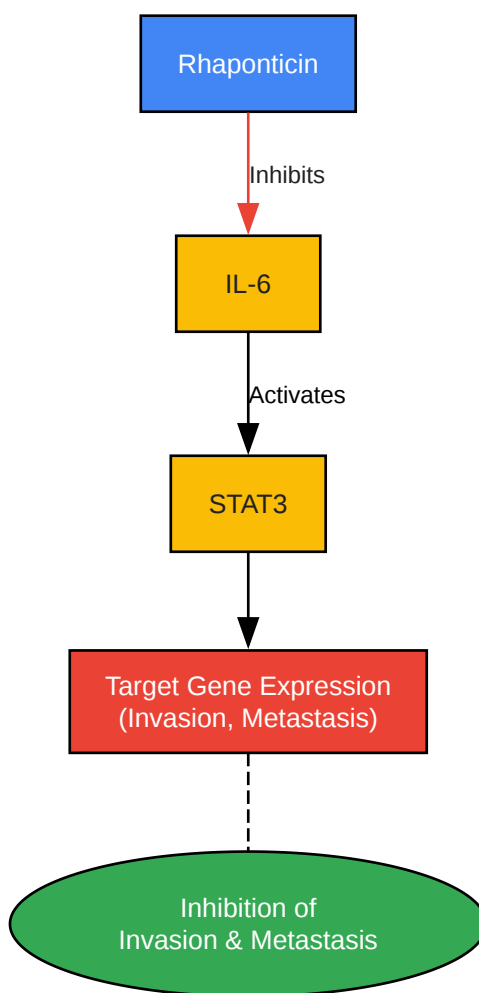 Rhaponticin
Inhibits
IL-6
Activates
STAT3
Target Gene Expression
(Invasion, Metastasis)
Inhibition of
Invasion & Metastasis